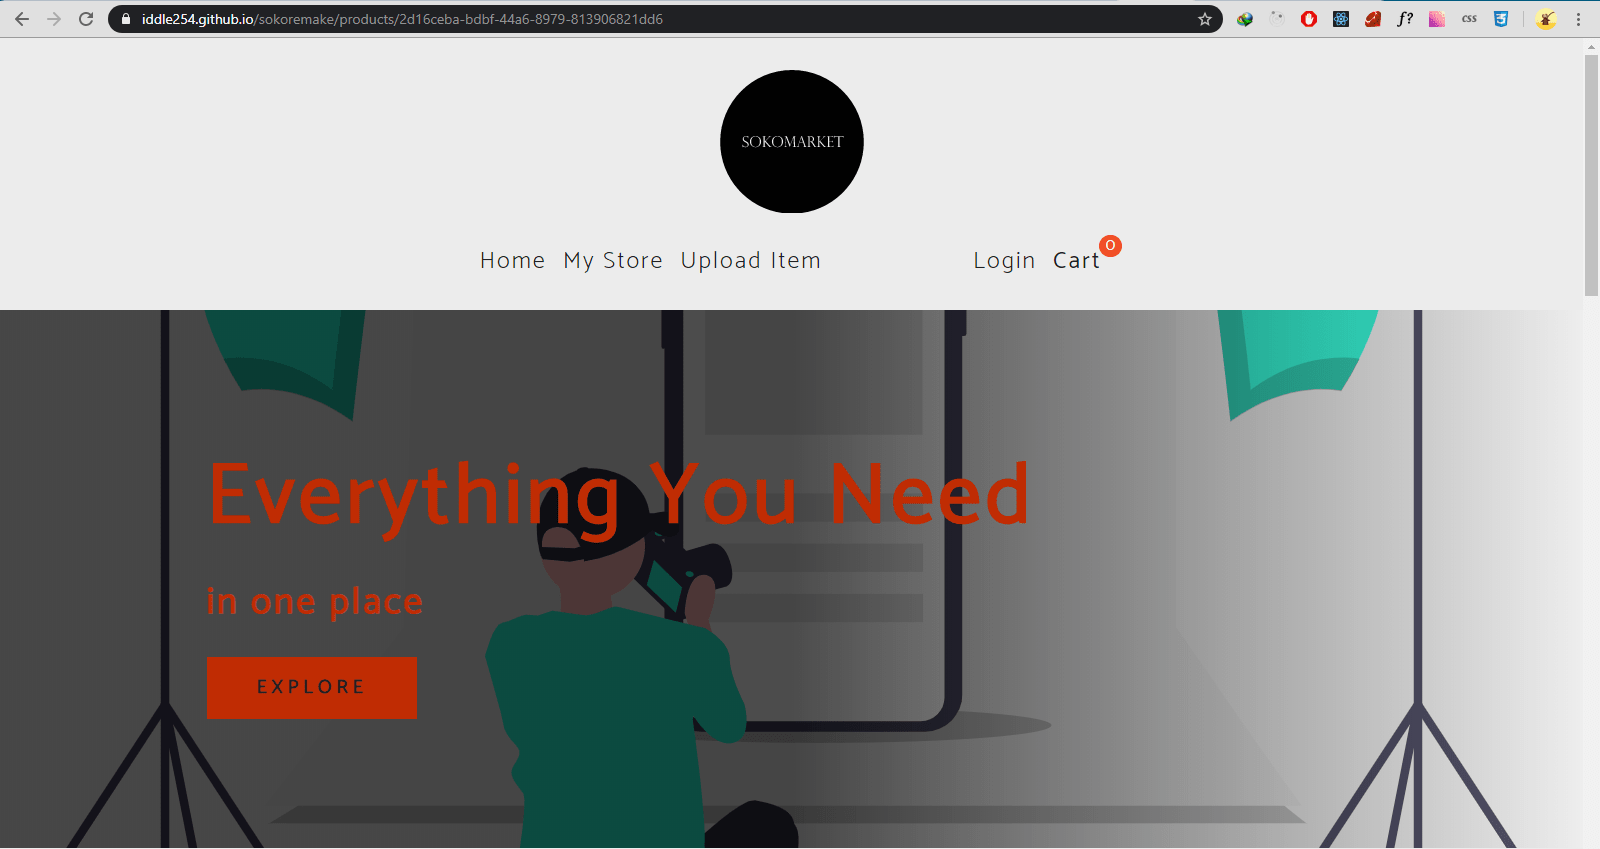 iddle254.github.io/sokoremake/products/2d16ceba-bdbf-44a6-8979-813906821dd6
f?
CSS
SOKOMARKET
Home My Store Upload Item Login Cart 0
Everything You Need
in one place
EXPLORE